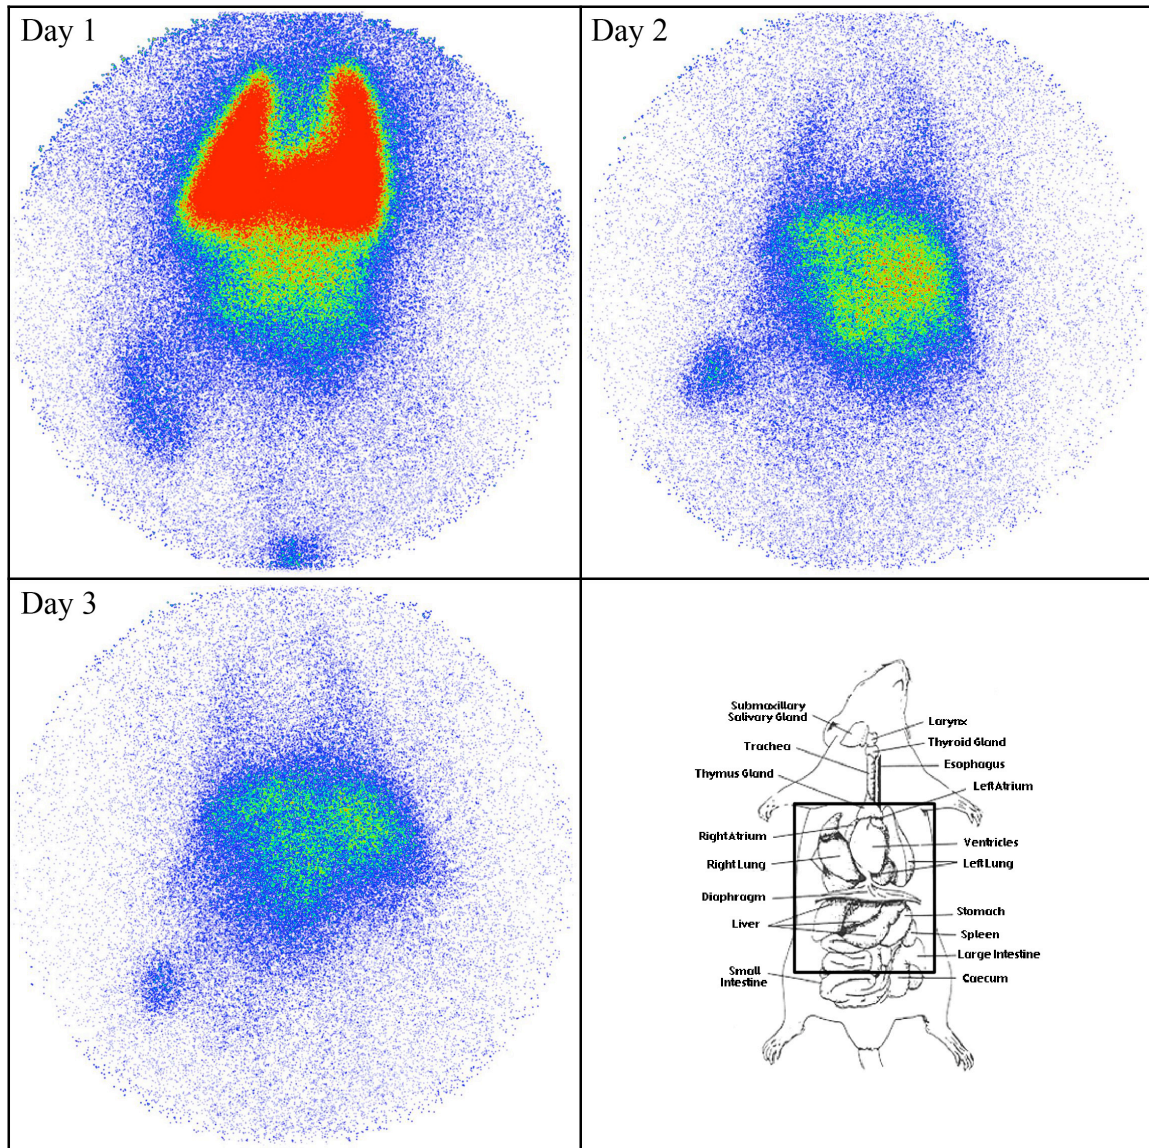 Day 1
Day 2
Day 3
Submaxillary
Salivary Gland
Larynx
Trachea
Thyroid Gland
Esophagus
Thymus Gland
Left Atrium
Right Atrium
Ventricles
Right Lung
Left Lung
Diaphragm
Liver
Stomach
Spleen
Large Intestine
Small
Intestine
Caecum